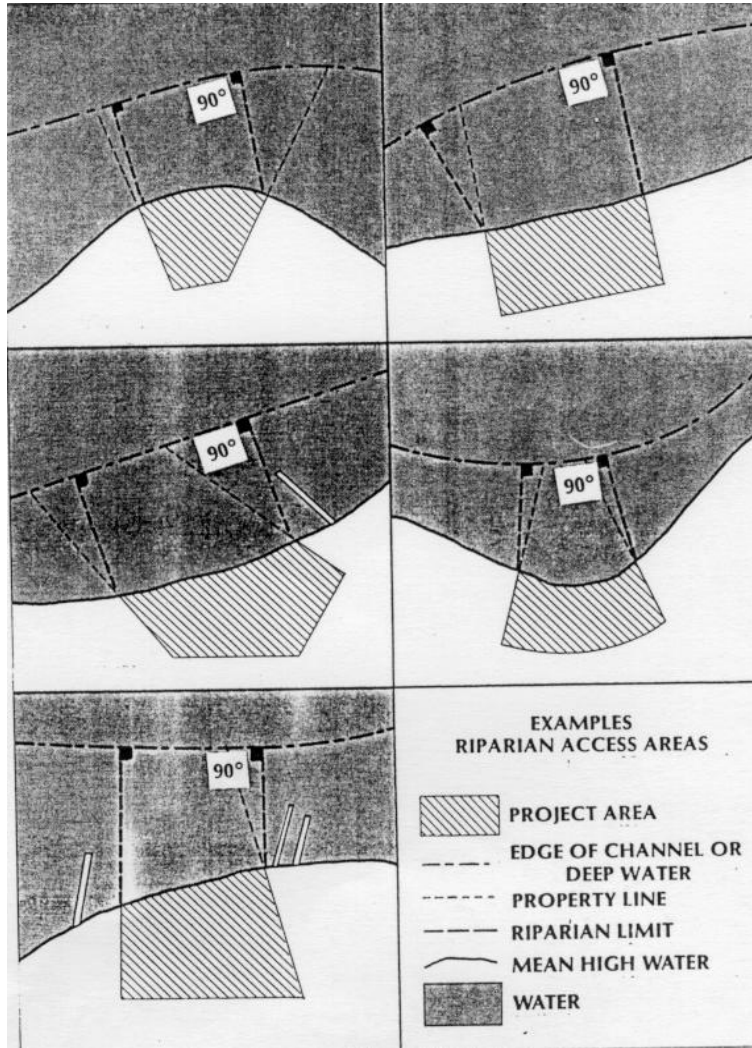 90°
90°
90°
90°
90°
EXAMPLES
RIPARIAN ACCESS AREAS
PROJECT AREA
EDGE OF CHANNEL OR
DEEP WATER
PROPERTY LINE
RIPARIAN LIMIT
MEAN HIGH WATER
WATER